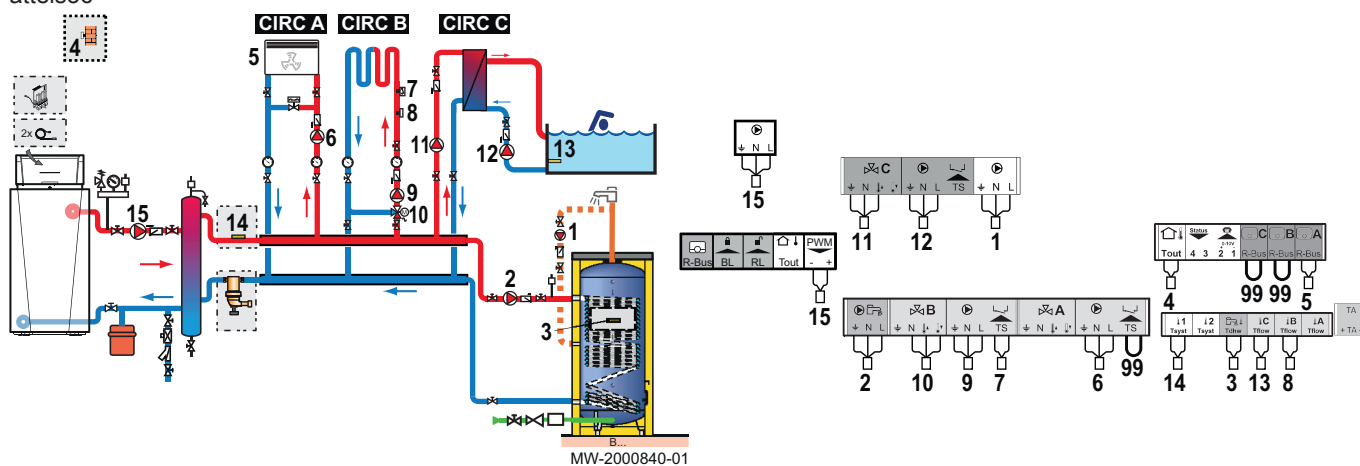 CIRC A CIRC B CIRC C
4
5
7
8
6
2x
11
12
13
9
10
15
14
1
2
3
B...
MW-2000840-01
N L
15
C
N
N L TS
N L
11 12 1
R-Bus BL RL Tout PWM
- +
15
Status
0-10V
C B A
Tout 4 3 2 1 R-Bus R-Bus R-Bus
4 99 99 5
B A
N L N N L TS N N L TS
2 10 9 7 6 99
1 2 C B A
Tsyst Tsyst Tdhw Tflow Tflow Tflow
14 3 13 8
TA
+ TA -